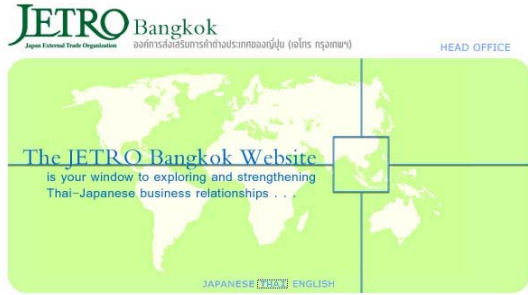 JETRO Bangkok
Japan External Trade Organization
องค์การส่งเสริมการค้าต่างประเทศของญี่ปุ่น (เจโทร กรุงเทพฯ)
HEAD OFFICE
The JETRO Bangkok Website
is your window to exploring and strengthening
Thai-Japanese business relationships . . .
JAPANESE THAI ENGLISH